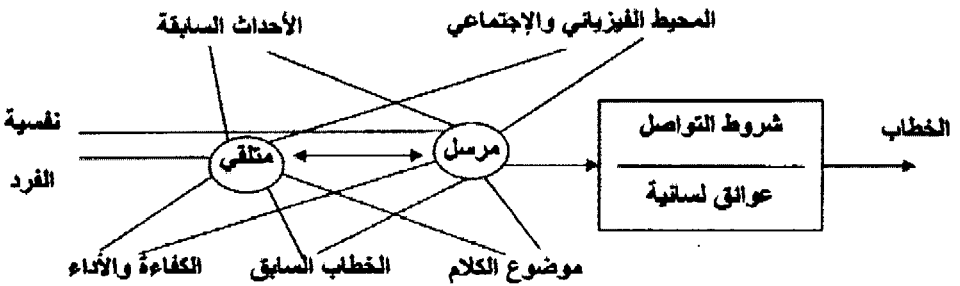 الأحداث السابقة
المحيط الفيزيائي والإجتماعي
نفسية
الفرد
متلقي
مرسل
شروط التواصل
عوائق لسانية
الخطاب
الكفاءة والأداء
الخطاب السابق
موضوع الكلام